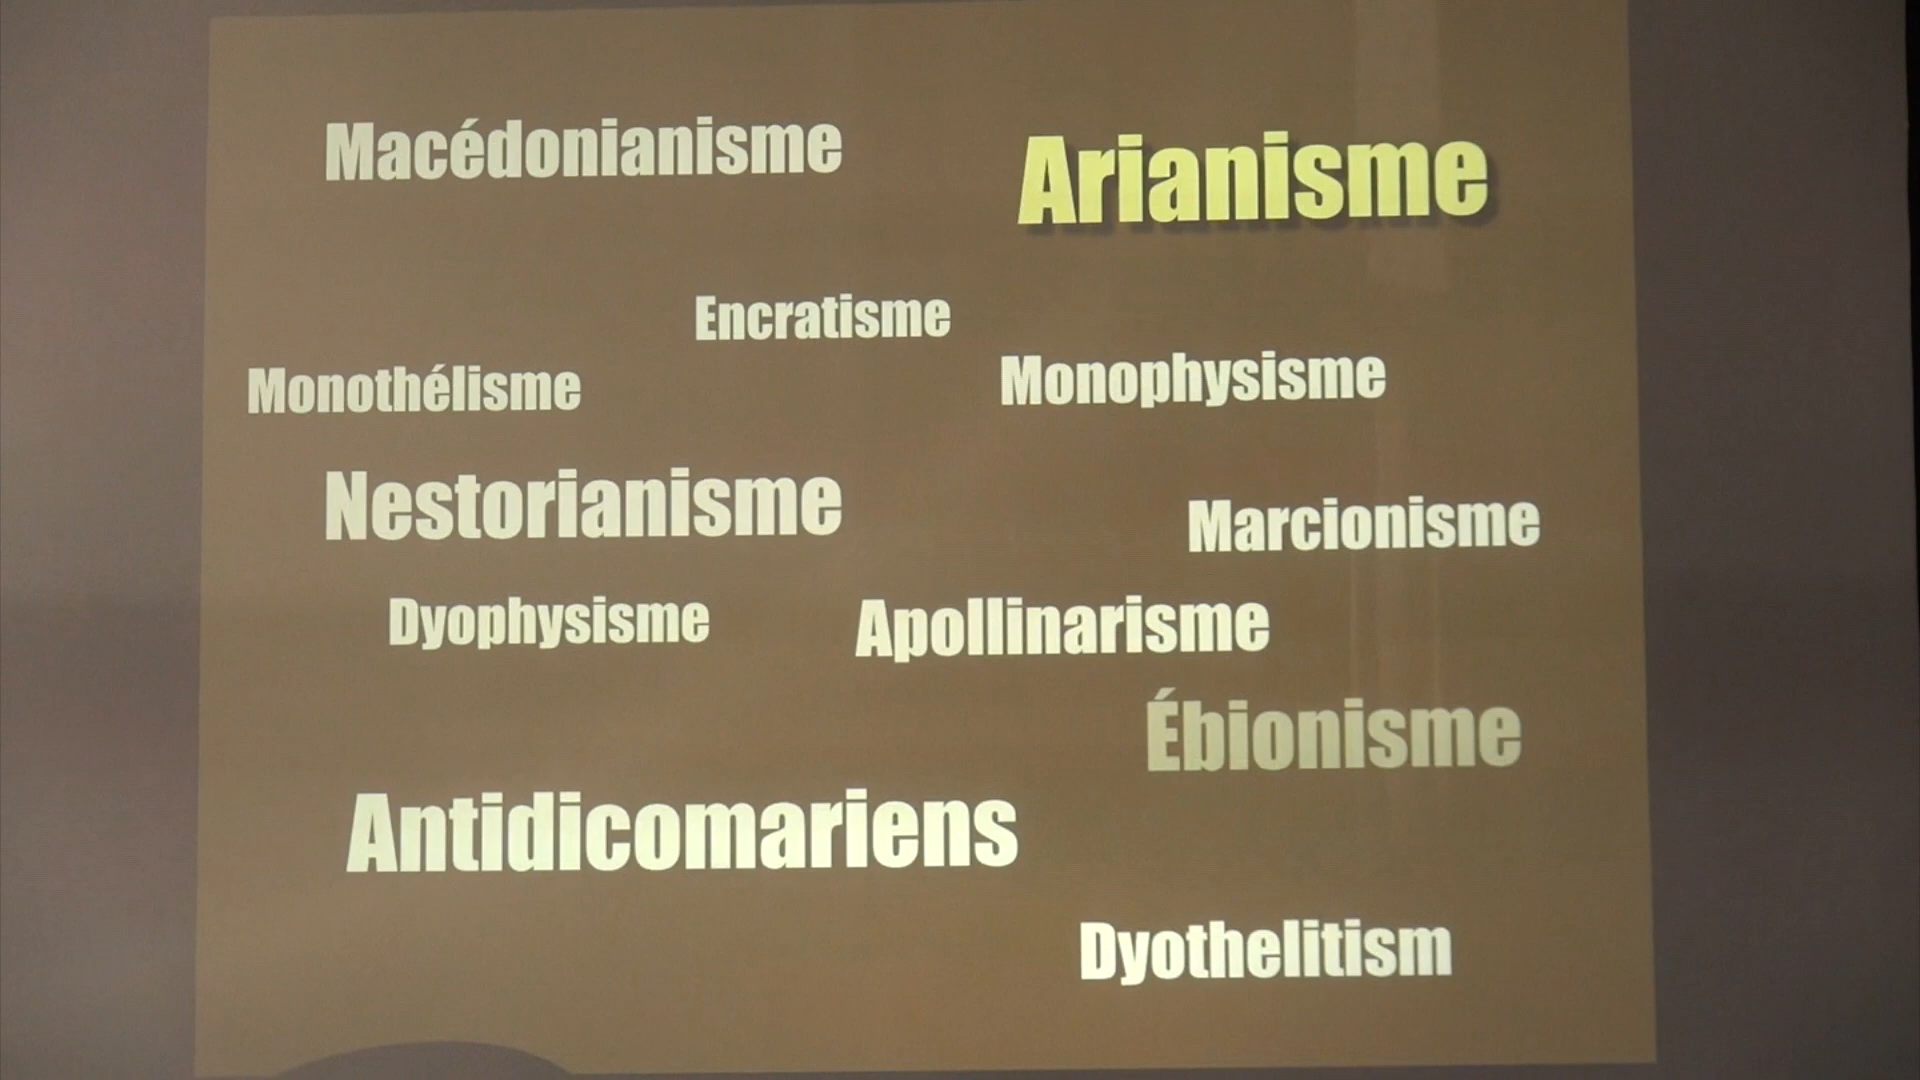 Macédonianisme
Arianisme
Encratisme
Monothélisme
Monophysisme
Nestorianisme
Marcionisme
Dyophysisme
Apollinarisme
Ébionisme
Antidicomariens
Dyothelitism